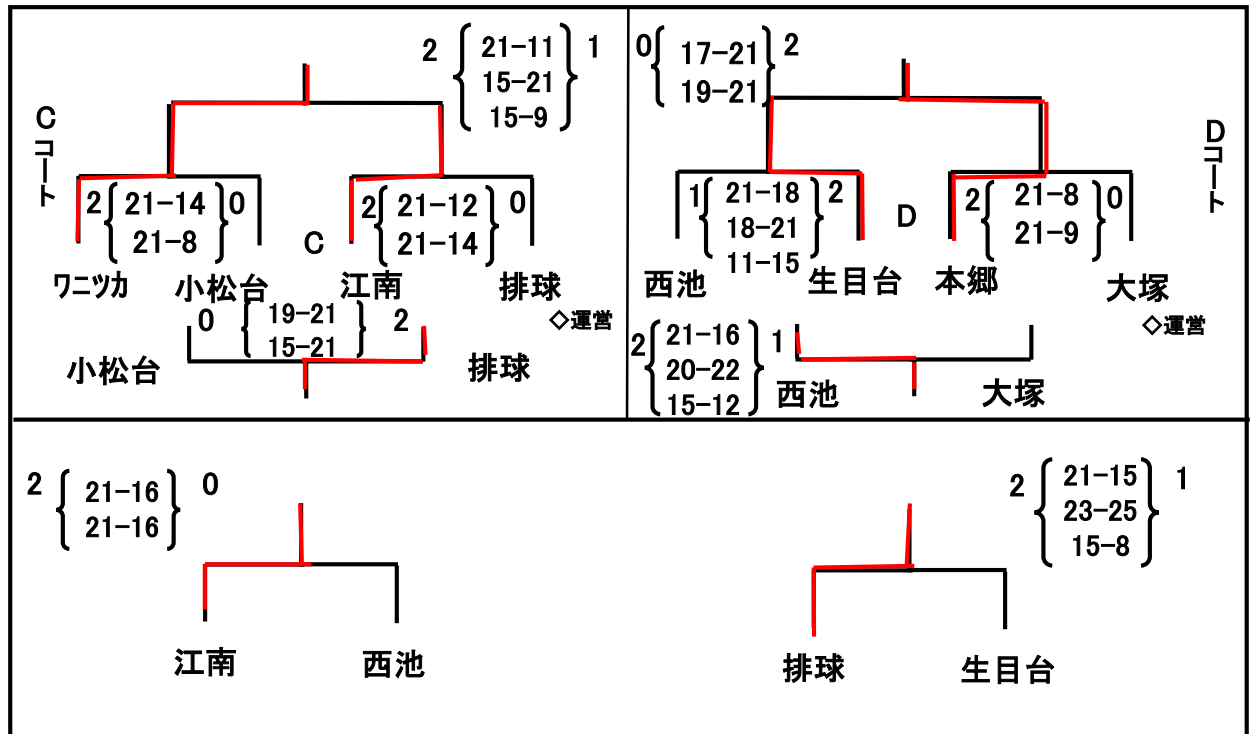 Cコート
2 21-11 1
15-21
15-9
2 21-14 0
21-8
C
2 21-12 0
21-14
ワニツカ 小松台 江南 排球
◇運営
0 19-21 2
15-21
小松台 排球
0 17-21 2
19-21
Dコート
1 21-18 2
18-21
11-15
D
2 21-8 0
21-9
西池 生目台 本郷 大塚
◇運営
2 21-16 1
20-22
15-12
西池 大塚
2 21-16 0
21-16
江南 西池
2 21-15 1
23-25
15-8
排球 生目台